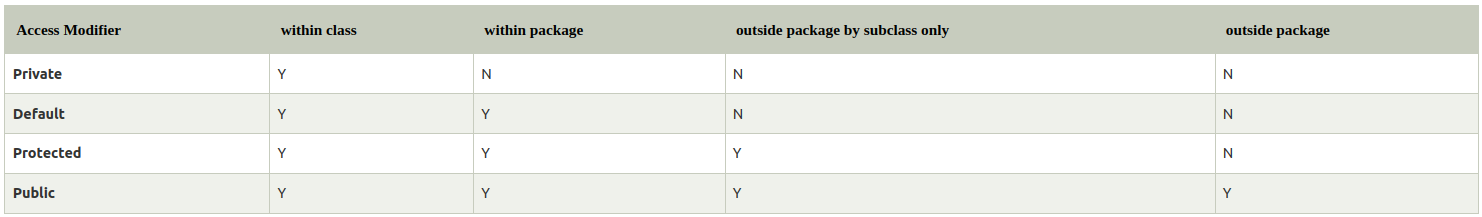 Access Modifier within class within package outside package by subclass only outside package
Private Y N N N
Default Y Y N N
Protected Y Y Y N
Public Y Y Y Y